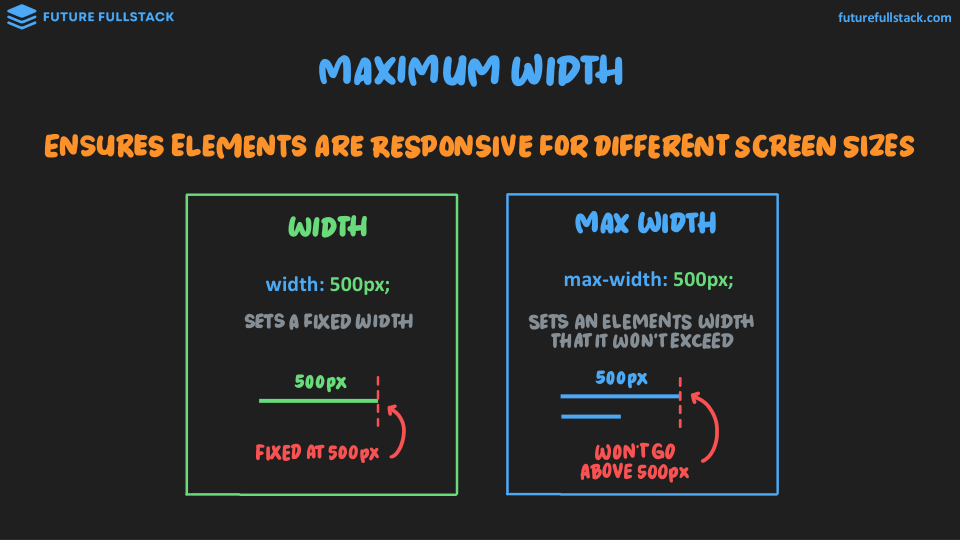 FUTURE FULLSTACK
futurefullstack.com
MAXIMUM WIDTH
ENSURES ELEMENTS ARE RESPONSIVE FOR DIFFERENT SCREEN SIZES
WIDTH
width: 500px;
SETS A FIXED WIDTH
500px
FIXED AT 500px
MAX WIDTH
max-width: 500px;
SETS AN ELEMENTS WIDTH
THAT IT WON'T EXCEED
500px
WON'T GO
ABOVE 500px